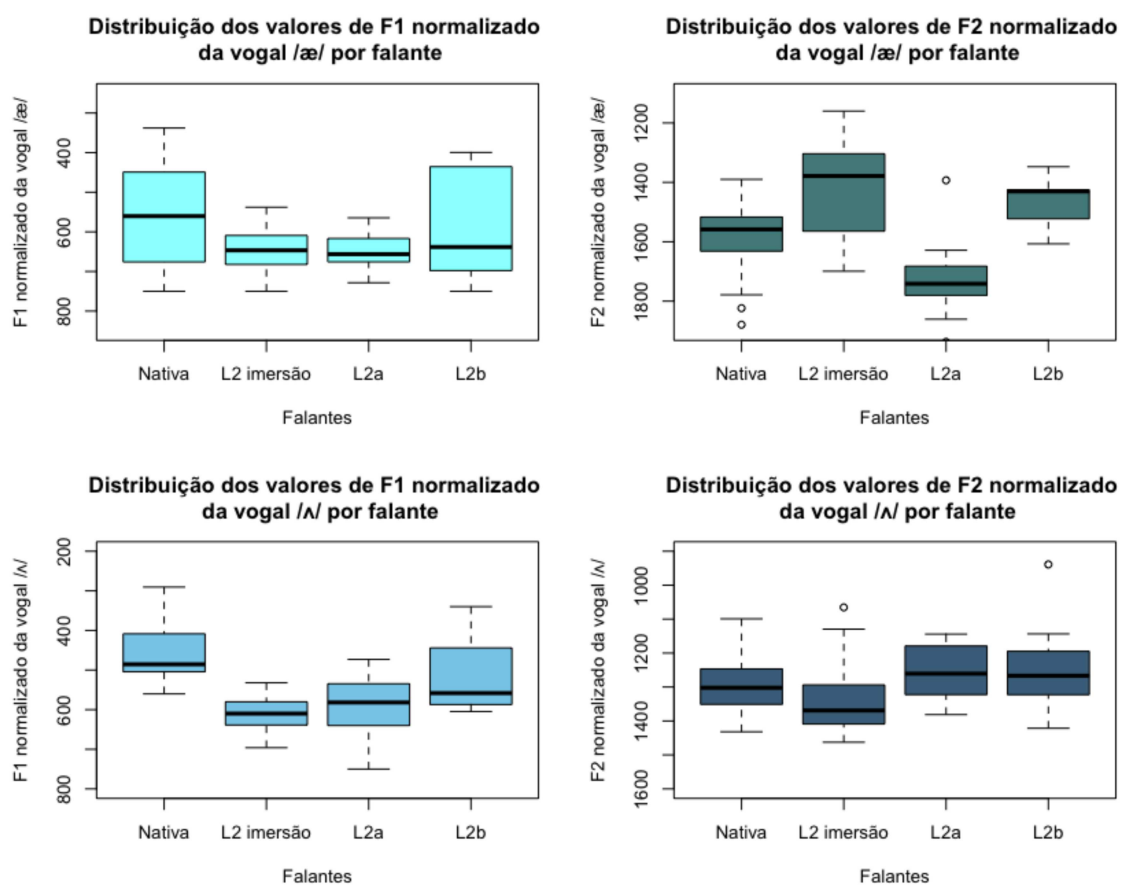 Distribuição dos valores de F1 normalizado
da vogal /æ/ por falante
F1 normalizado da vogal /æ/
400
600
800
Nativa
L2 imersão
L2a
L2b
Falantes
Distribuição dos valores de F2 normalizado
da vogal /æ/ por falante
F2 normalizado da vogal /æ/
1200
1400
1600
1800
Nativa
L2 imersão
L2a
L2b
Falantes
Distribuição dos valores de F1 normalizado
da vogal /ʌ/ por falante
F1 normalizado da vogal /ʌ/
200
400
600
800
Nativa
L2 imersão
L2a
L2b
Falantes
Distribuição dos valores de F2 normalizado
da vogal /ʌ/ por falante
F2 normalizado da vogal /ʌ/
1000
1200
1400
1600
Nativa
L2 imersão
L2a
L2b
Falantes